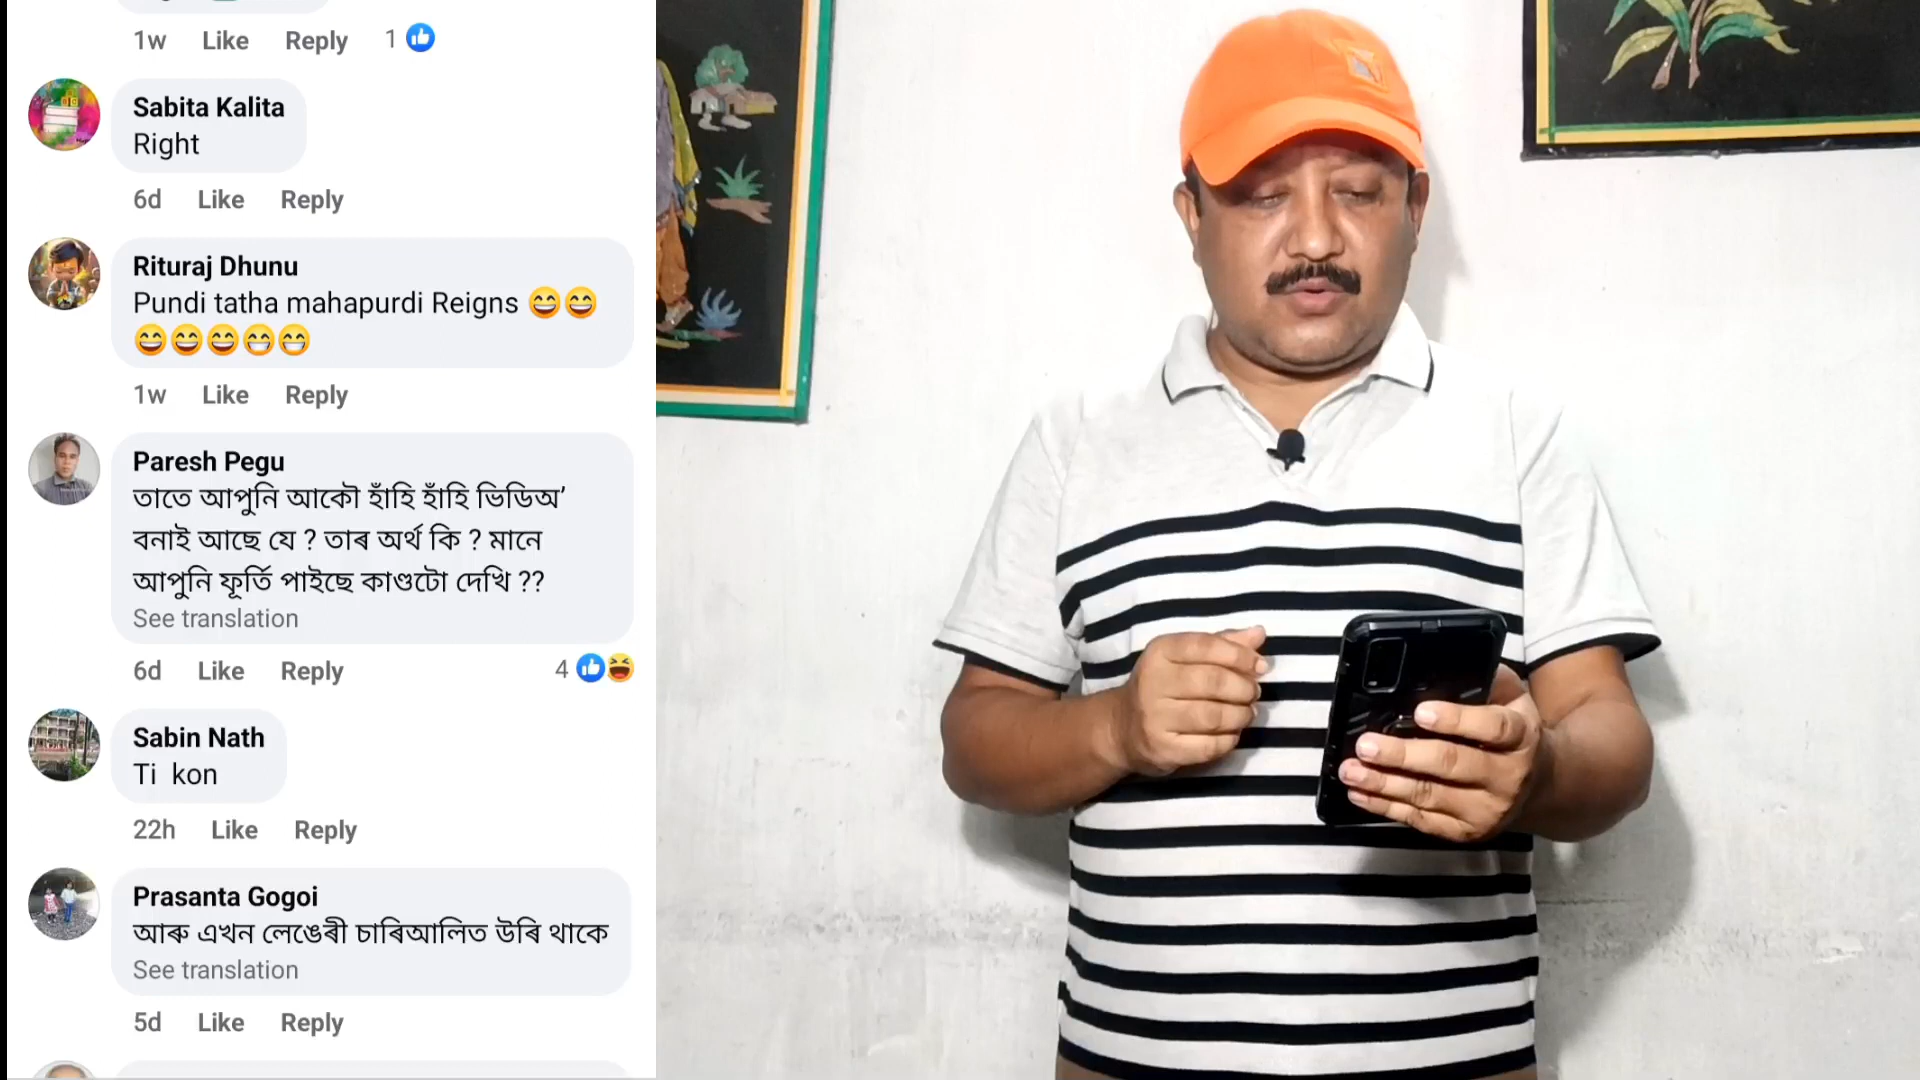 1w Like Reply 1
Sabita Kalita
Right
6d Like Reply
Rituraj Dhunu
Pundi tatha mahapurdi Reigns 😄😄
😄😄😄😁😁
1w Like Reply
Paresh Pegu
তাতে আপুনি আকৌ হাঁহি হাঁহি ভিডিঅ’
বনাই আছে যে ? তাৰ অৰ্থ কি ? মানে
আপুনি ফূৰ্তি পাইছে কাণ্ডটো দেখি ??
See translation
6d Like Reply 4
Sabin Nath
Ti kon
22h Like Reply
Prasanta Gogoi
আৰু এখন লেঙেৰী চাৰিআলিত উৰি থাকে
See translation
5d Like Reply